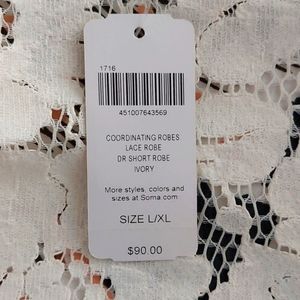 1716
451007643569
COORDINATING ROBES
LACE ROBE
DR SHORT ROBE
IVORY
More styles, colors and
sizes at Soma.com
SIZE L/XL
$90.00